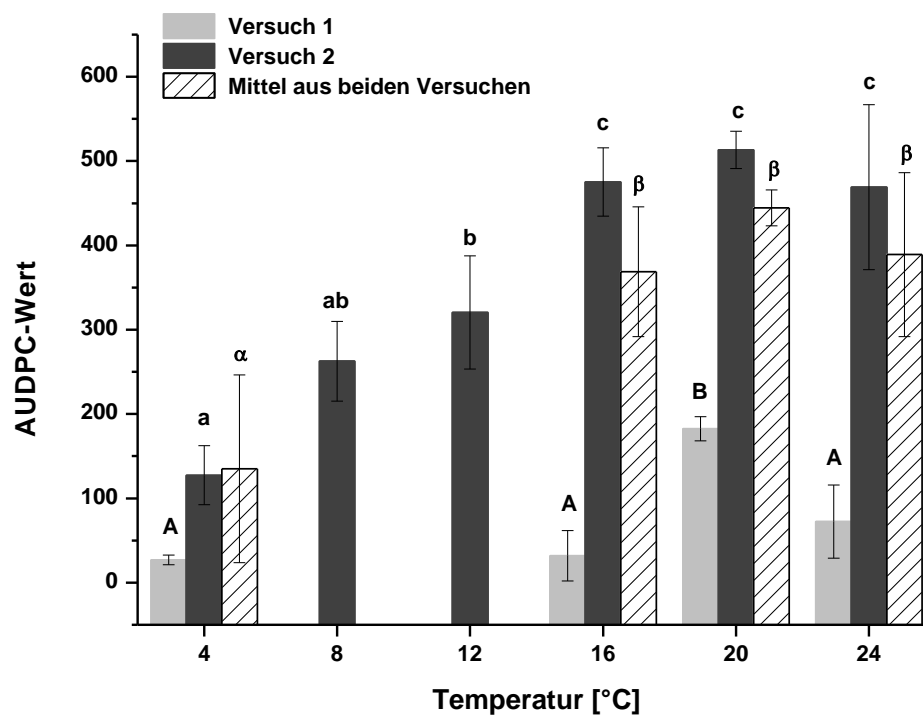 Versuch 1
Versuch 2
Mittel aus beiden Versuchen
AUDPC-Wert
600
500
400
300
200
100
0
A
a
α
ab
b
A
c
β
B
c
β
A
c
β
4
8
12
16
20
24
Temperatur [°C]